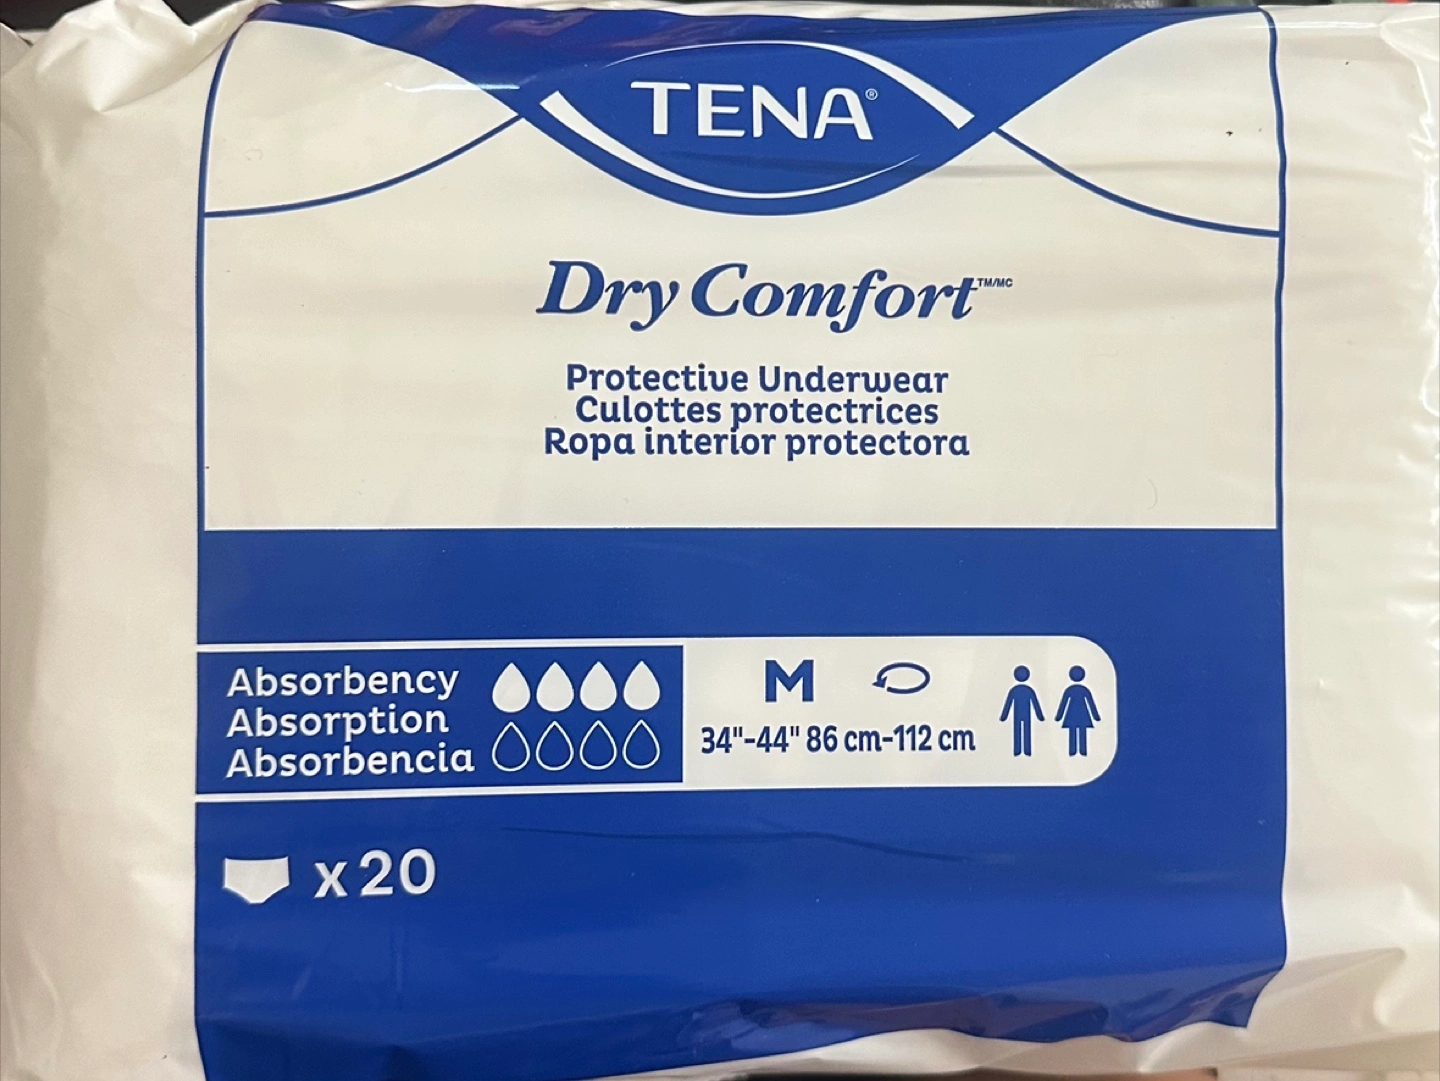 TENA®
Dry Comfort™/MC
Protective Underwear
Culottes protectrices
Ropa interior protectora
Absorbency
Absorption
Absorbencia
M
34"-44" 86 cm-112 cm
x20